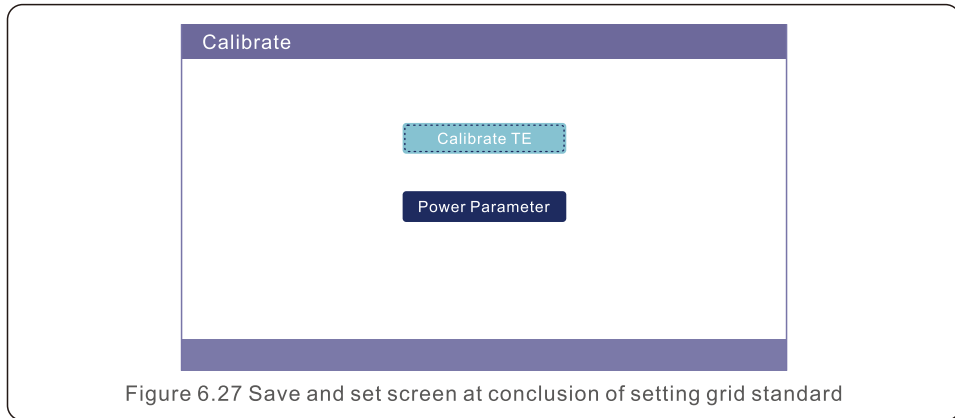 Calibrate
Calibrate TE
Power Parameter
Figure 6.27 Save and set screen at conclusion of setting grid standard